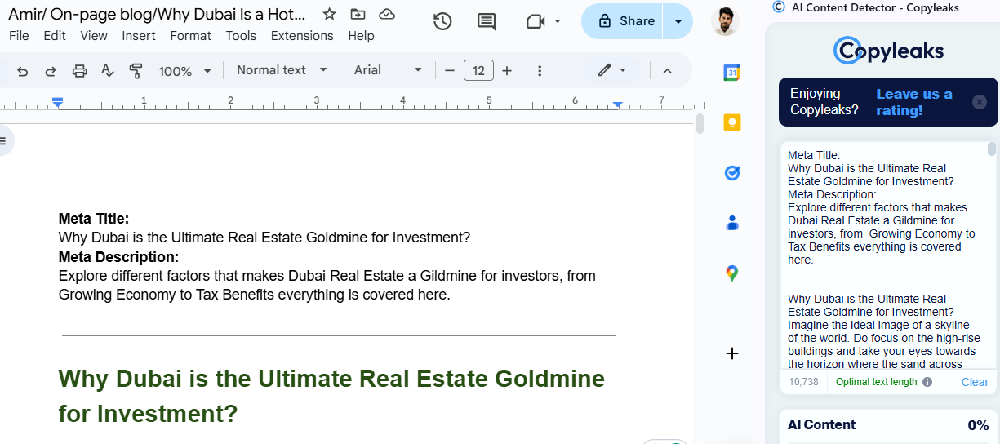 Amir/ On-page blog/Why Dubai Is a Hot...
File Edit View Insert Format Tools Extensions Help
Share
100% Normal text Arial 12
1 2 3 4 5 6 7
31
Meta Title:
Why Dubai is the Ultimate Real Estate Goldmine for Investment?
Meta Description:
Explore different factors that makes Dubai Real Estate a Gildmine for investors, from
Growing Economy to Tax Benefits everything is covered here.
Why Dubai is the Ultimate Real Estate Goldmine
for Investment?
AI Content Detector - Copyleaks
Copyleaks
Enjoying
Copyleaks?
Leave us a
rating!
Meta Title:
Why Dubai is the Ultimate Real
Estate Goldmine for Investment?
Meta Description:
Explore different factors that makes
Dubai Real Estate a Gildmine for
investors, from  Growing Economy to
Tax Benefits everything is covered
here.
Why Dubai is the Ultimate Real
Estate Goldmine for Investment?
Imagine the ideal image of a skyline
of the world. Do focus on the high-rise
buildings and take your eyes towards
the horizon where the sand across
10,738 Optimal text length Clear
AI Content 0%